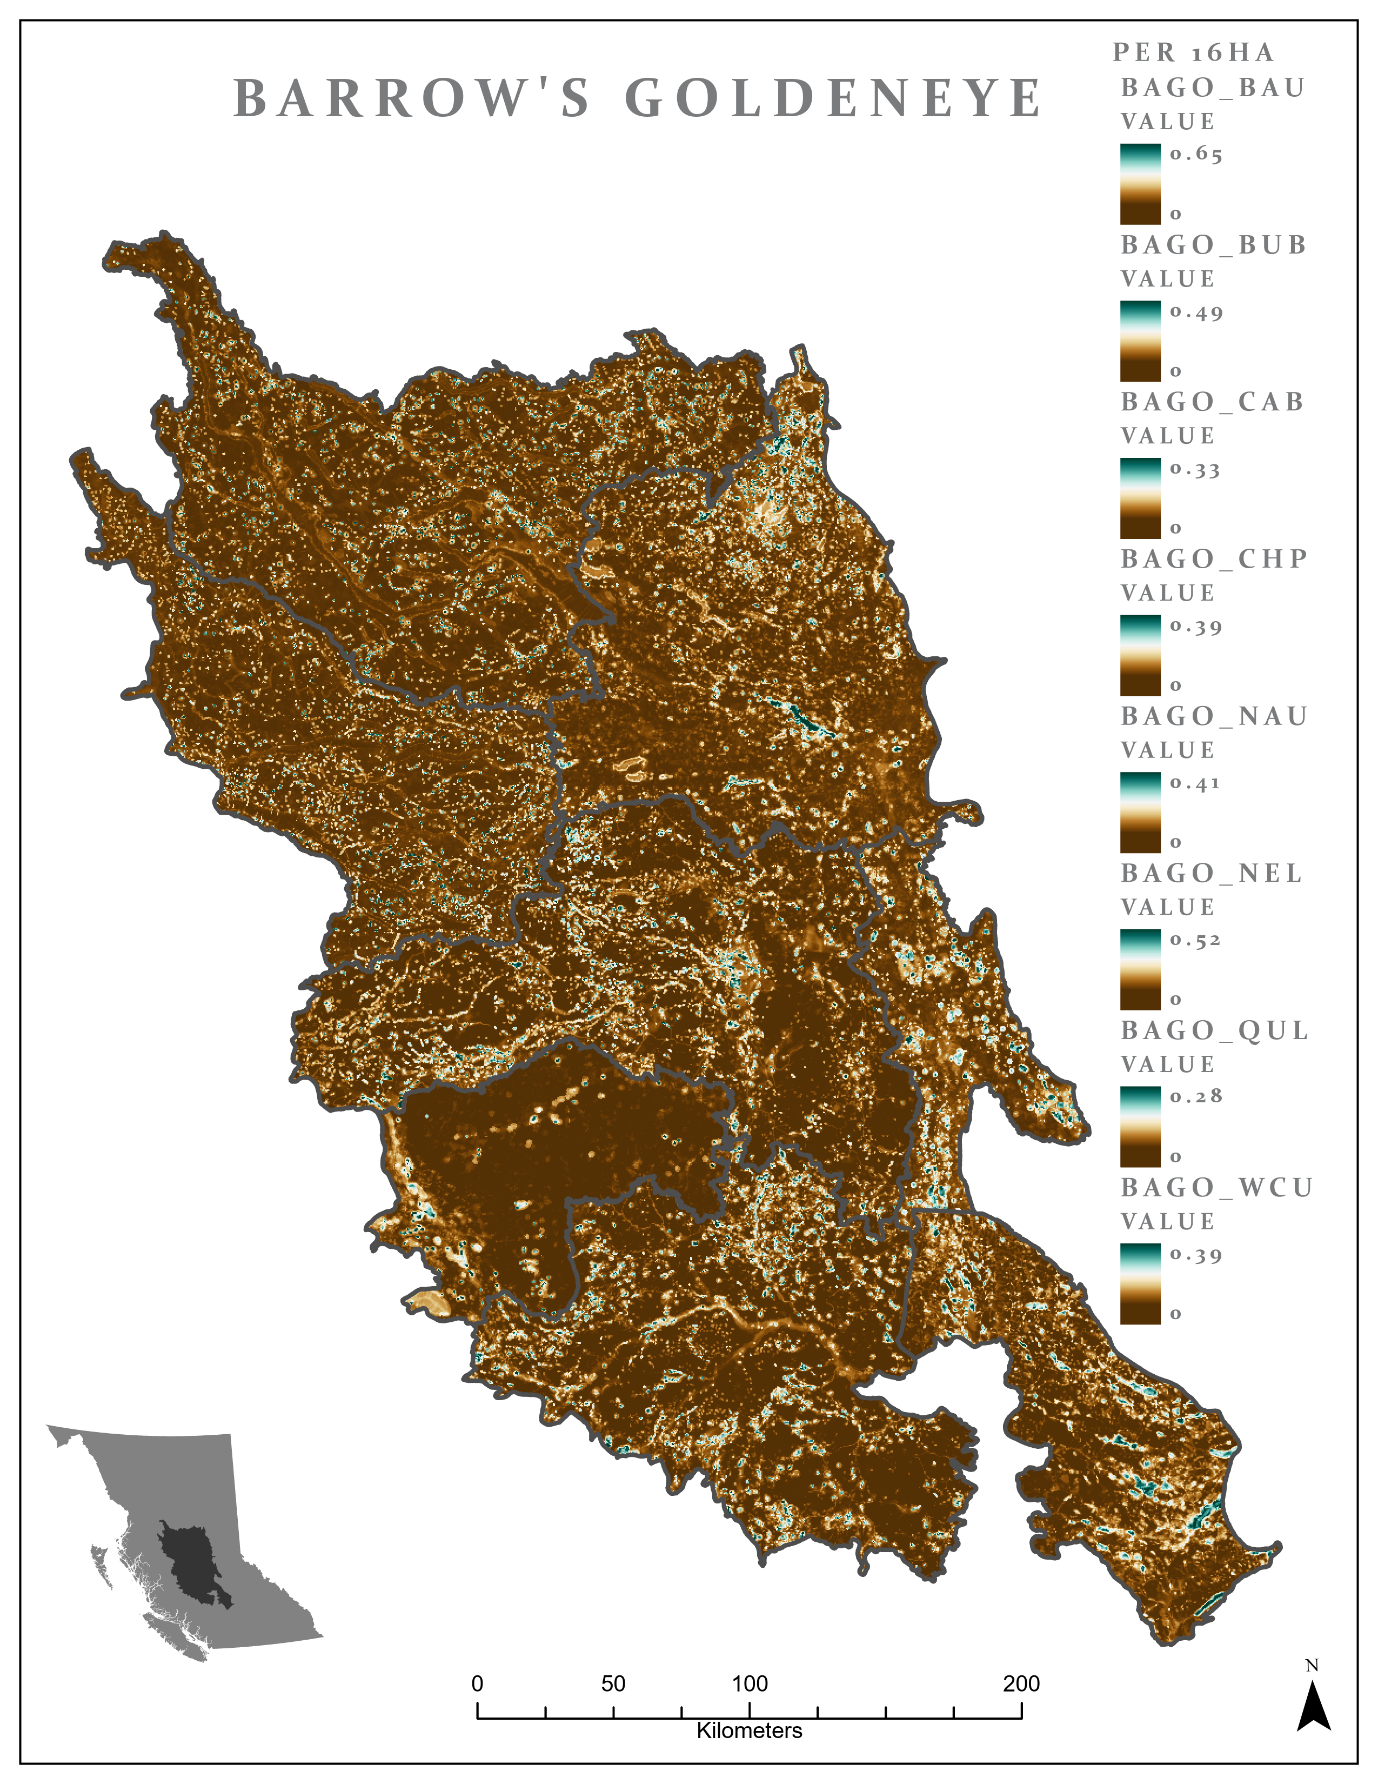 BARROW'S GOLDENEYE
PER 16HA
BAGO_BAU
VALUE
0.65
0
BAGO_BUB
VALUE
0.49
0
BAGO_CAB
VALUE
0.33
0
BAGO_CHP
VALUE
0.39
0
BAGO_NAU
VALUE
0.41
0
BAGO_NEL
VALUE
0.52
0
BAGO_QUL
VALUE
0.28
0
BAGO_WCU
VALUE
0.39
0
0 50 100 200
Kilometers
N